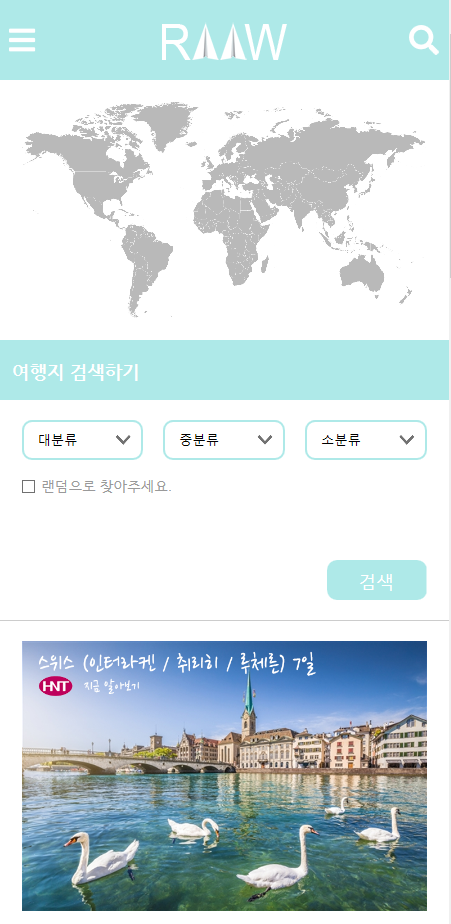 RAAW
여행지 검색하기
대분류 중분류 소분류
랜덤으로 찾아주세요.
검색
스위스 (인터라켄 / 취리히 / 루체른) 7일
HNT 지금 알아보기